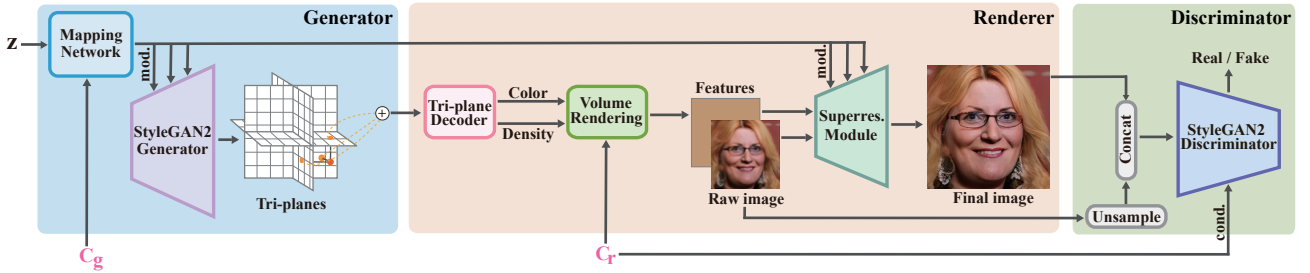 Generator
Renderer
Discriminator
z
Mapping
Network
mod.
StyleGAN2
Generator
Tri-planes
+
Tri-plane
Decoder
Color
Density
Volume
Rendering
Features
Raw image
mod.
Superres.
Module
Final image
Concat
Unsample
Real / Fake
StyleGAN2
Discriminator
cond.
Cg
Cr